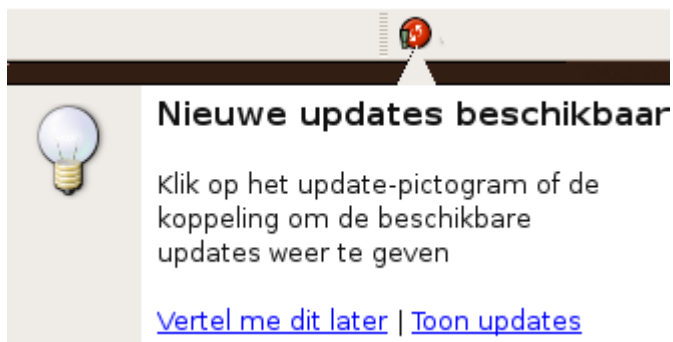 Nieuwe updates beschikbaar
Klik op het update-pictogram of de
koppeling om de beschikbare
updates weer te geven
Vertel me dit later | Toon updates